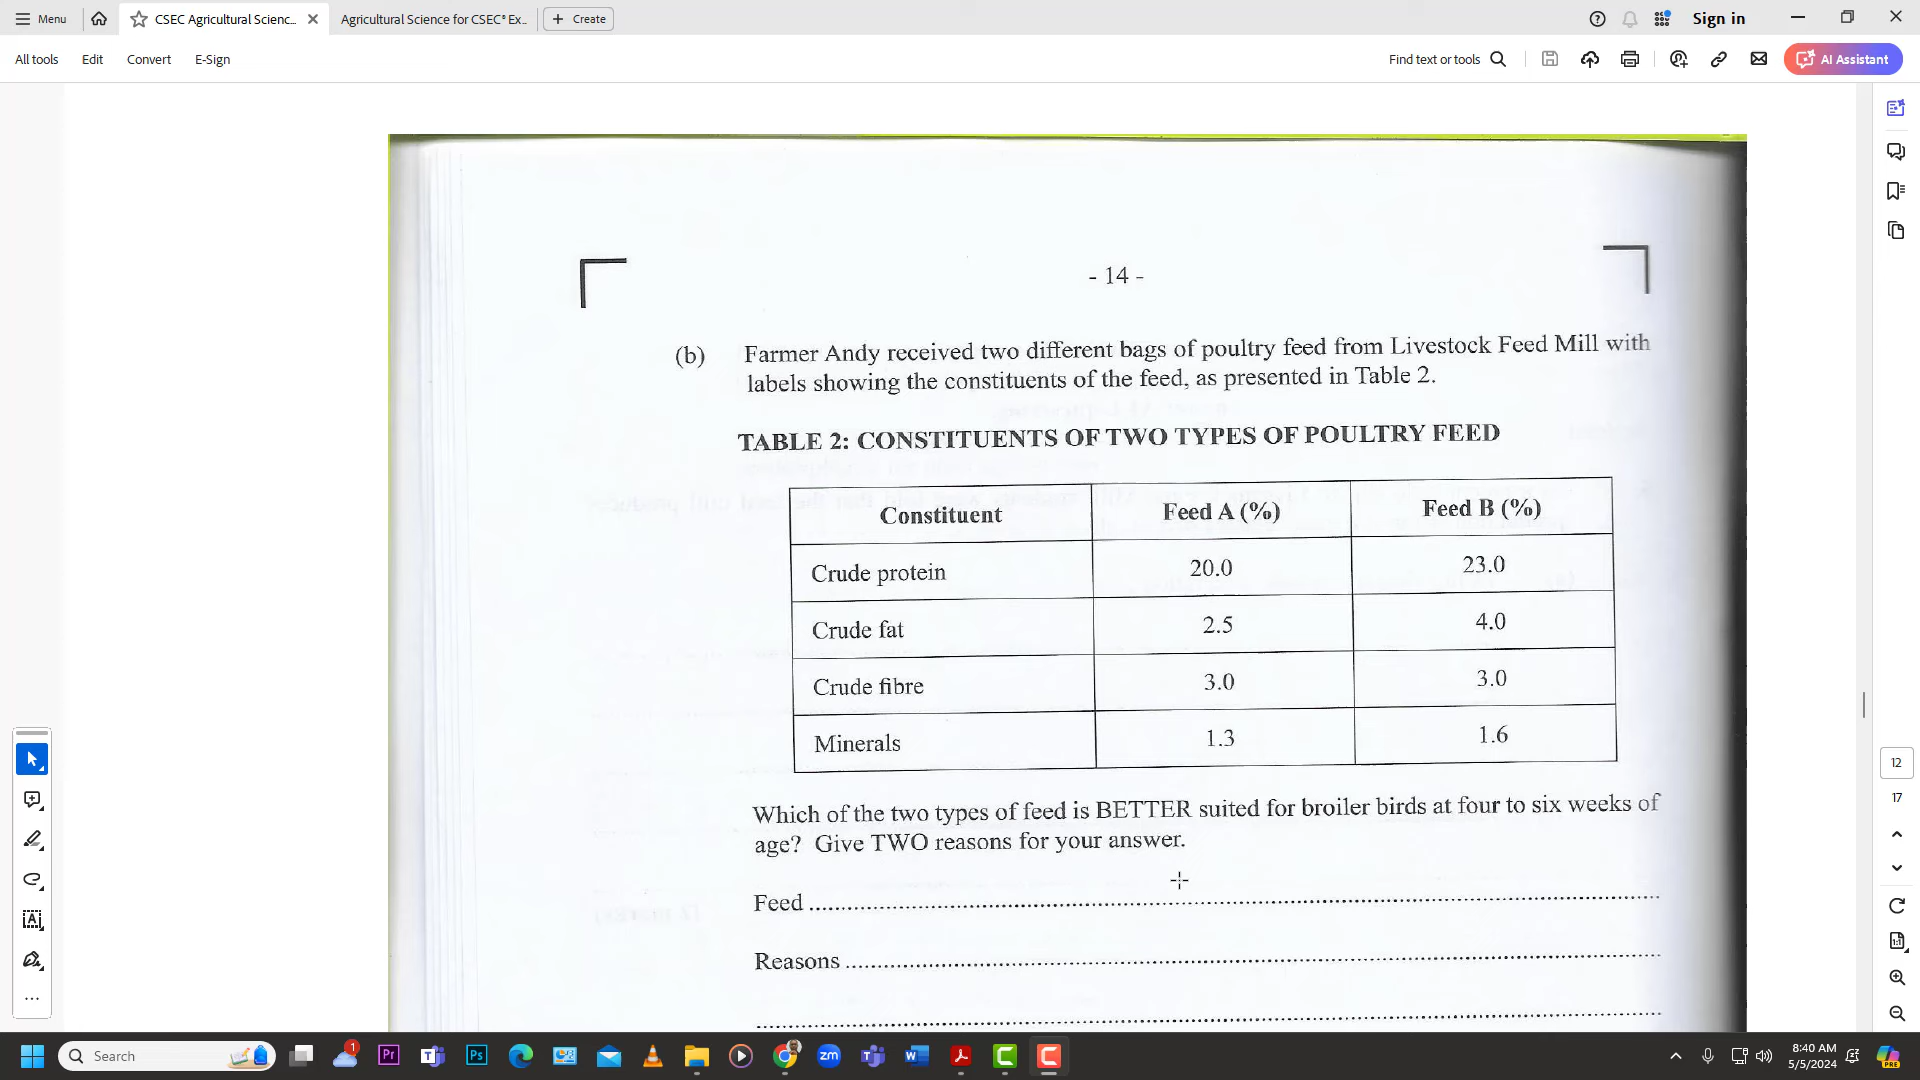 Menu
CSEC Agricultural Scienc...
Agricultural Science for CSEC® Ex...
Create
Sign in
All tools
Edit
Convert
E-Sign
Find text or tools
AI Assistant
- 14 -
(b) Farmer Andy received two different bags of poultry feed from Livestock Feed Mill with
labels showing the constituents of the feed, as presented in Table 2.
TABLE 2: CONSTITUENTS OF TWO TYPES OF POULTRY FEED
Constituent Feed A (%) Feed B (%)
Crude protein 20.0 23.0
Crude fat 2.5 4.0
Crude fibre 3.0 3.0
Minerals 1.3 1.6
Which of the two types of feed is BETTER suited for broiler birds at four to six weeks of
age? Give TWO reasons for your answer.
Feed
Reasons
12
17
Search
1
Pr
Ps
zm
W
C
C
8:40 AM
5/5/2024
PRE